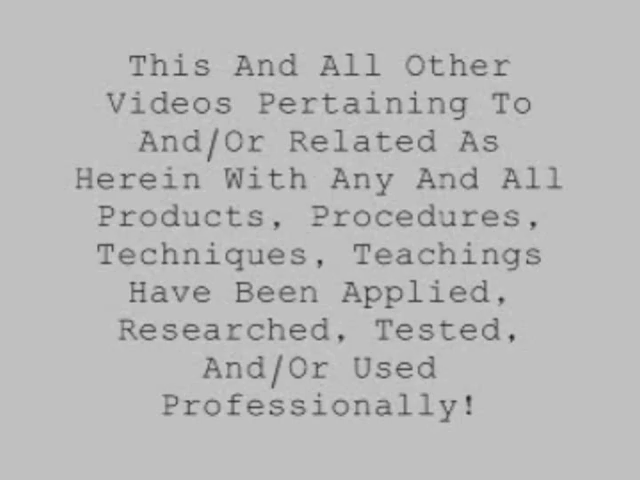 This And All Other
Videos Pertaining To
And/Or Related As
Herein With Any And All
Products, Procedures,
Techniques, Teachings
Have Been Applied,
Researched, Tested,
And/Or Used
Professionally!